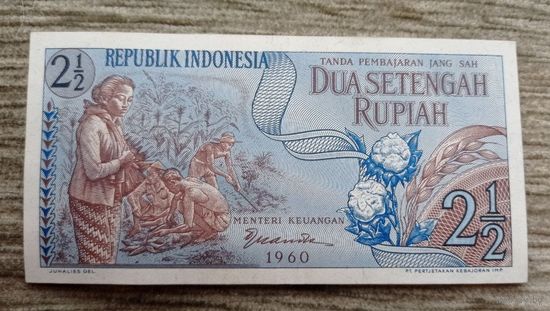 2½
REPUBLIK INDONESIA
TANDA PEMBAJARAN JANG SAH
DUA SETENGAH
RUPIAH
MENTERI KEUANGAN
1960
2½
JUNALIES DEL.
PT. PERTJETAKAN KEBAJORAN IMP.